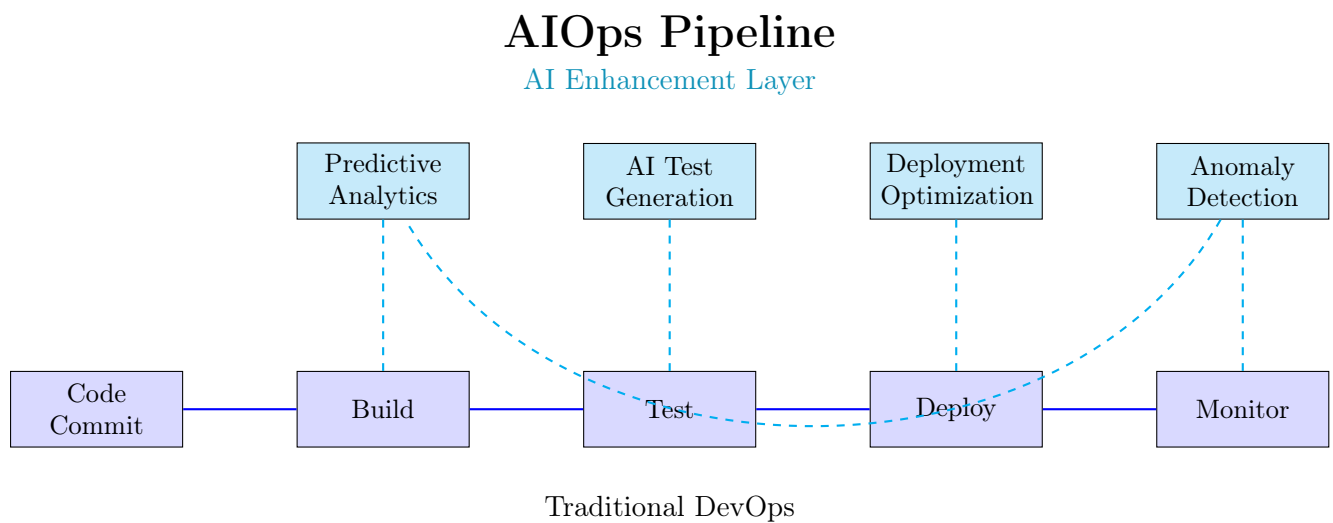 AIOps Pipeline
AI Enhancement Layer
Predictive
Analytics
AI Test
Generation
Deployment
Optimization
Anomaly
Detection
Code
Commit
Build
Test
Deploy
Monitor
Traditional DevOps